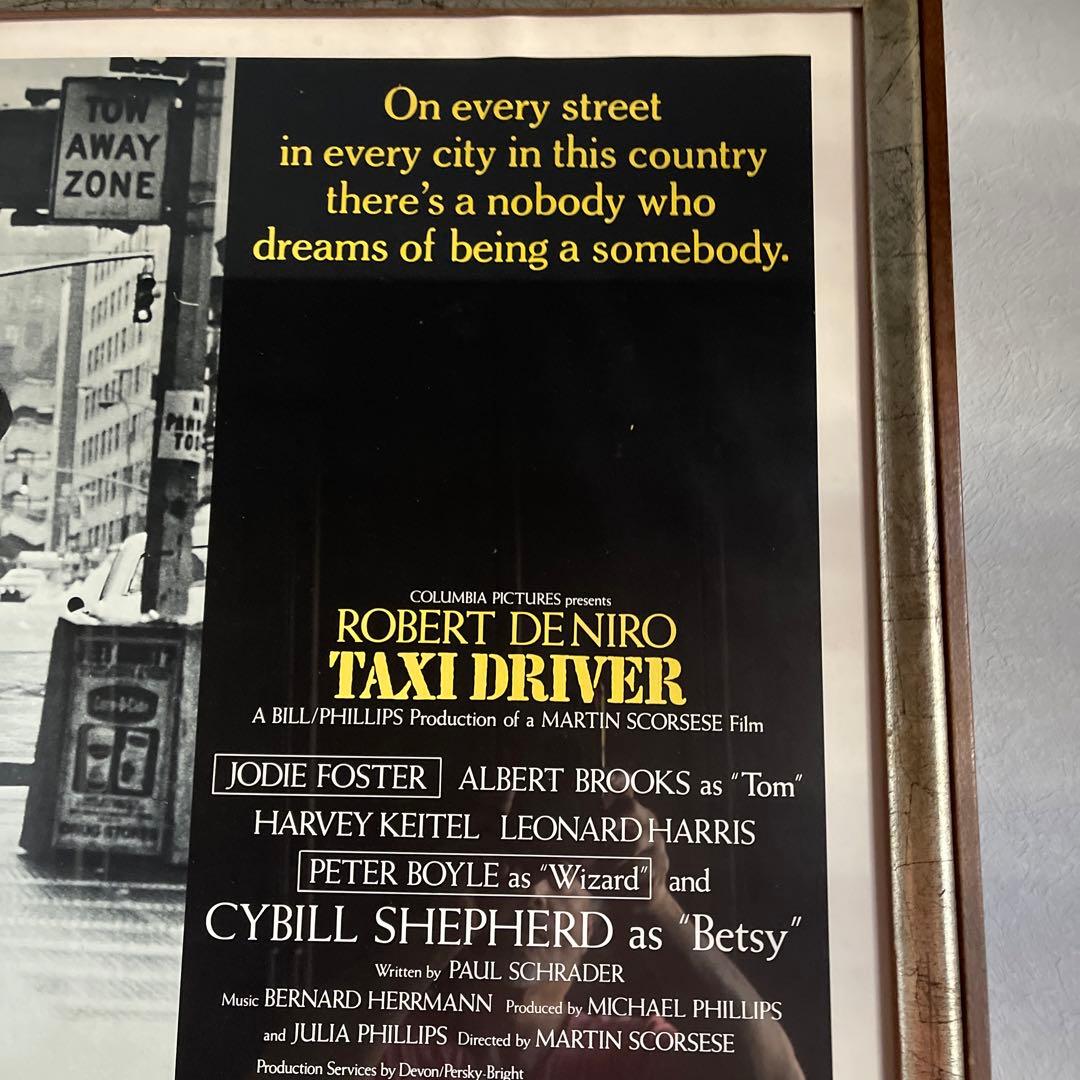 TOW
AWAY
ZONE
On every street
in every city in this country
there's a nobody who
dreams of being a somebody.
COLUMBIA PICTURES presents
ROBERT DE NIRO
TAXI DRIVER
A BILL/PHILLIPS Production of a MARTIN SCORSESE Film
JODIE FOSTER ALBERT BROOKS as "Tom"
HARVEY KEITEL LEONARD HARRIS
PETER BOYLE as "Wizard" and
CYBILL SHEPHERD as "Betsy"
Written by PAUL SCHRADER
Music BERNARD HERRMANN Produced by MICHAEL PHILLIPS
and JULIA PHILLIPS Directed by MARTIN SCORSESE
Production Services by Devon/Persky-Bright